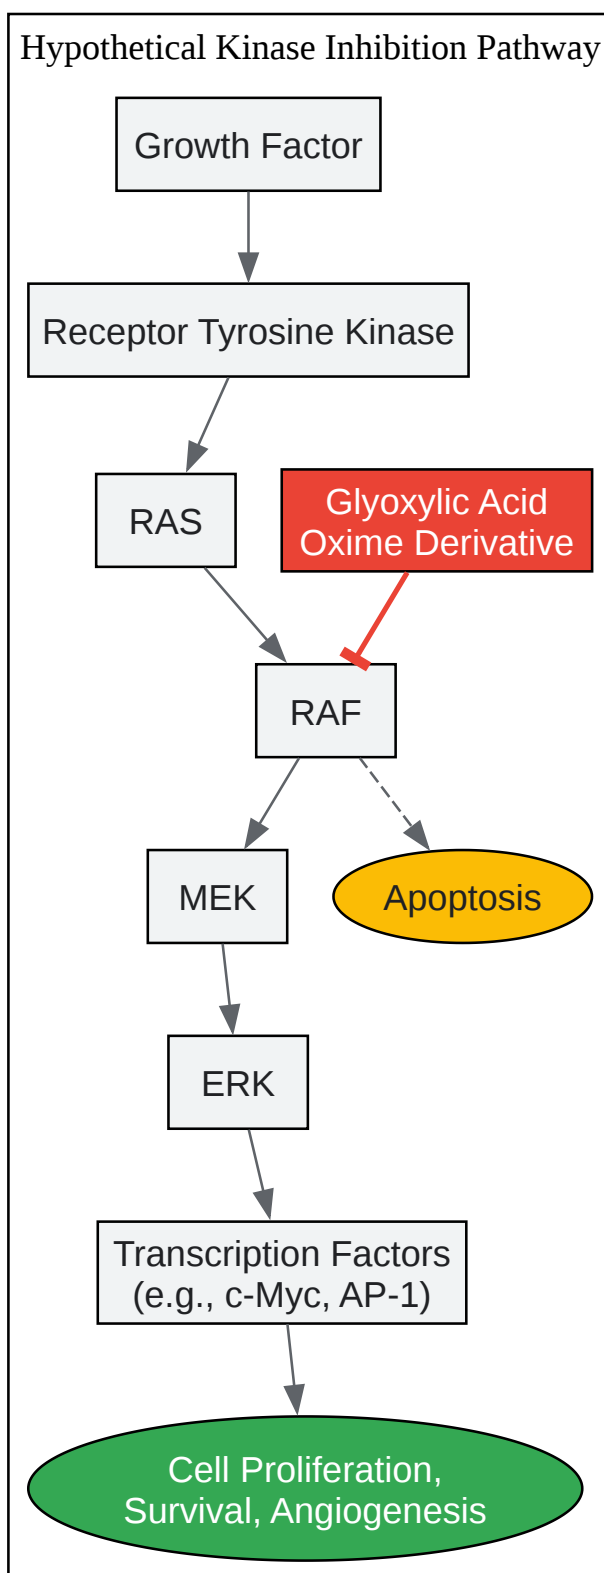 Hypothetical Kinase Inhibition Pathway
Growth Factor
Receptor Tyrosine Kinase
RAS
Glyoxylic Acid
Oxime Derivative
RAF
MEK
Apoptosis
ERK
Transcription Factors
(e.g., c-Myc, AP-1)
Cell Proliferation,
Survival, Angiogenesis